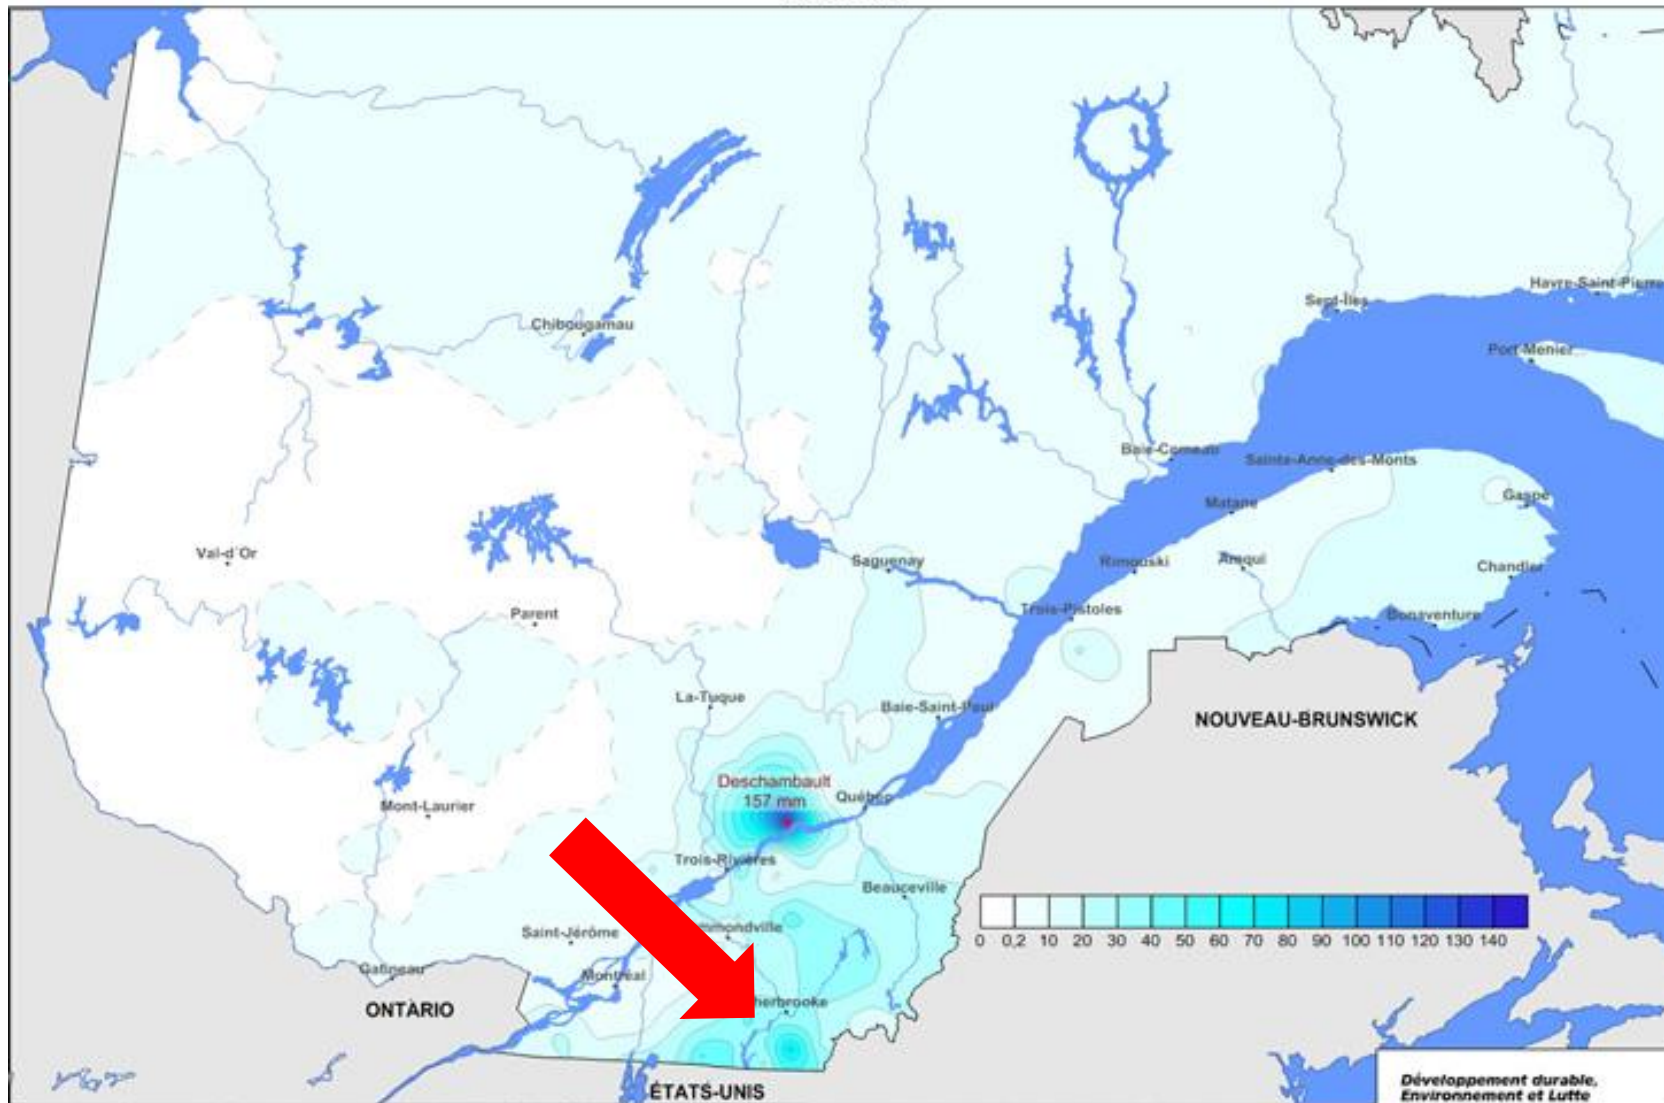 Havre-Saint-Pierre
Sept-Îles
Chibougamau
Port-Menier
Baie-Comeau
Sainte-Anne-des-Monts
Matane
Gaspé
Val-d'Or
Saguenay
Rimouski
Amqui
Chandler
Parent
Trois-Pistoles
Bonaventure
La-Tuque
Baie-Saint-Paul
NOUVEAU-BRUNSWICK
Deschambault
157 mm
Québec
Mont-Laurier
Trois-Rivières
Beauceville
mmondville
Saint-Jérôme
0 0,2 10 20 30 40 50 60 70 80 90 100 110 120 130 140
Gatineau
Montréal
herbrooke
ONTARIO
ÉTATS-UNIS
Développement durable,
Environnement et Lutte